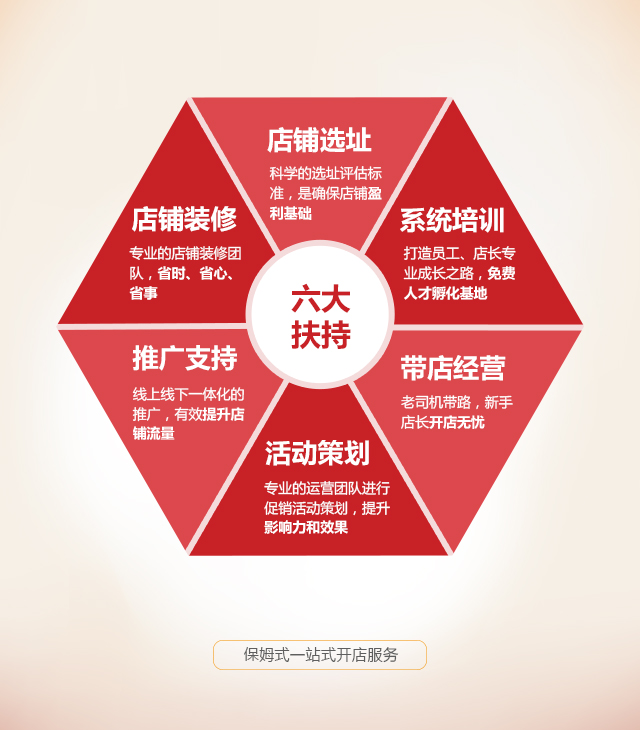 店铺选址
科学的选址评估标
准，是确保店铺盈
利基础
系统培训
打造员工、店长专
业成长之路，免费
人才孵化基地
带店经营
老司机带路，新手
店长开店无忧
活动策划
专业的运营团队进行
促销活动策划，提升
影响力和效果
推广支持
线上线下一体化的
推广，有效提升店
铺流量
店铺装修
专业的店铺装修团
队，省时、省心、
省事
六大
扶持
保姆式一站式开店服务